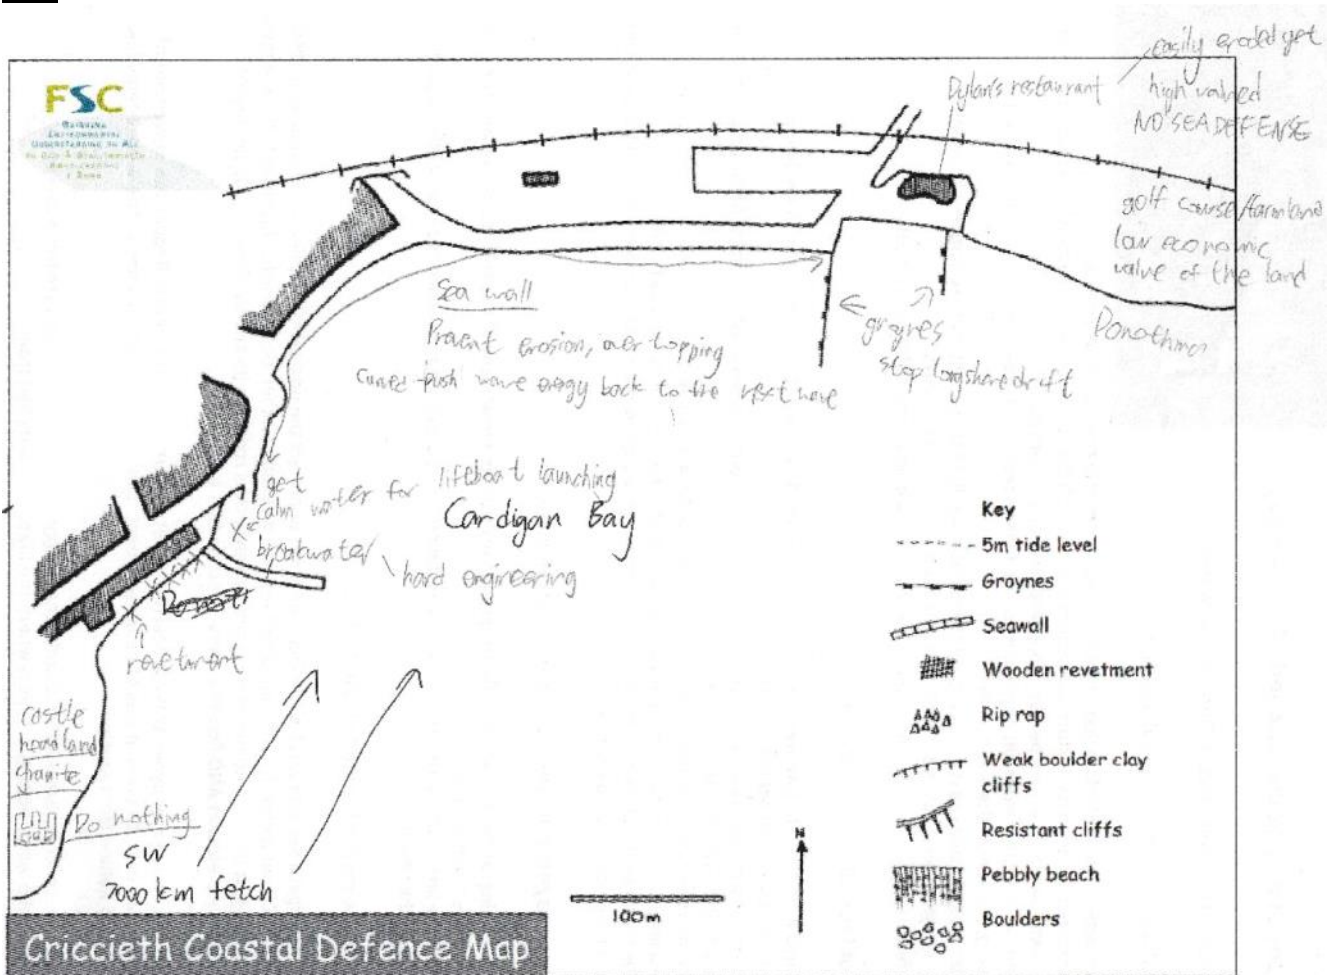 easily eroded yet
high valued
NO SEA DEFENSE
Dylan's restaurant
FSC
golf course/farmland
low economic
value of the land
Sea wall
Prevent erosion, over topping
curved push wave energy back to the next wave
groynes
stop longshore drift
get
calm water for lifeboat launching
Cardigan Bay
breakwater
hard engineering
revetment
castle
headland
granite
Do nothing
SW
7000 km fetch
100m
N
Key
5m tide level
Groynes
Seawall
Wooden revetment
Rip rap
Weak boulder clay
cliffs
Resistant cliffs
Pebbly beach
Boulders
Criccieth Coastal Defence Map